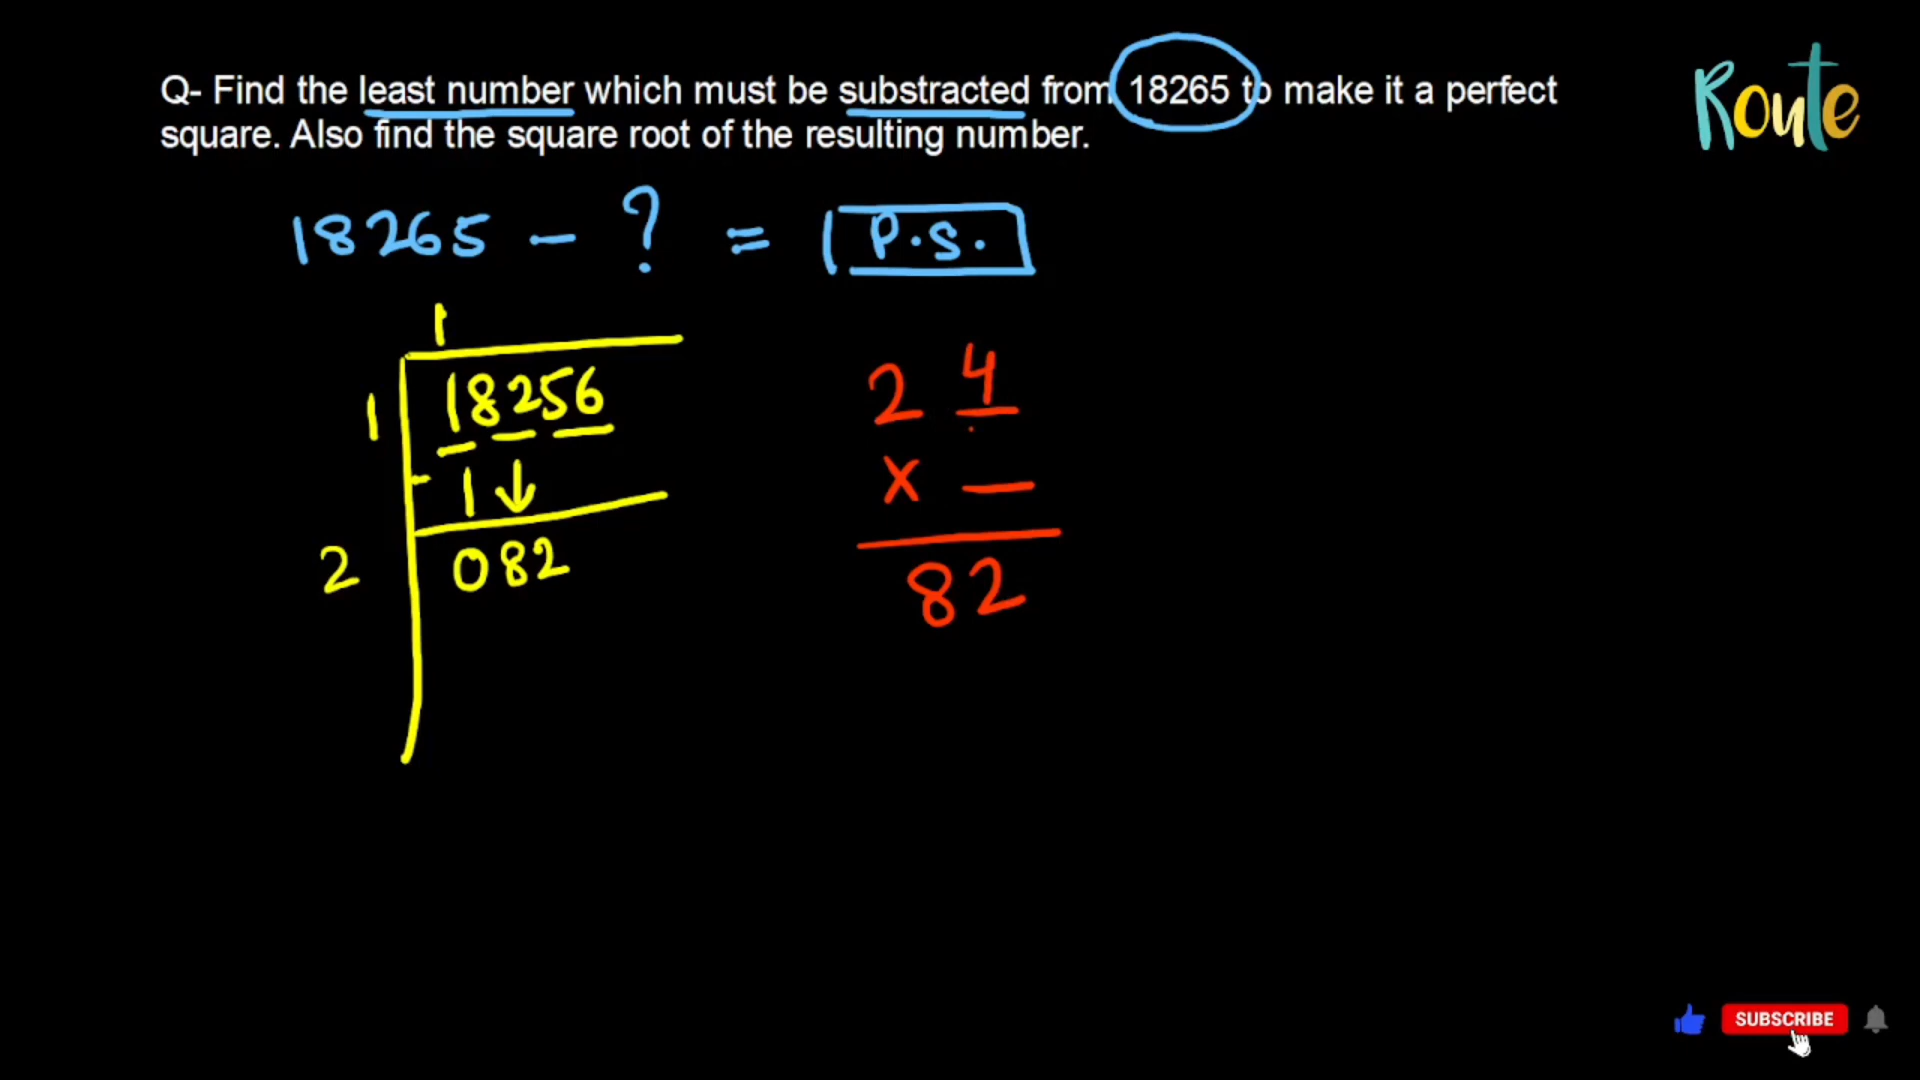 Q- Find the least number which must be substracted from 18265 to make it a perfect
square. Also find the square root of the resulting number.
Route
18265 - ? = P.S.
1
1 18256
- 1 ↓
2 082
2 4
x _
82
SUBSCRIBE